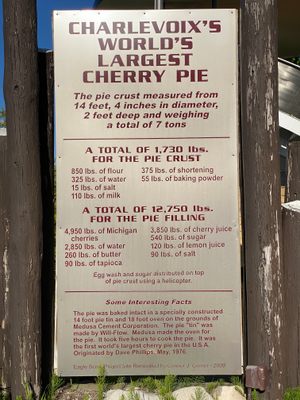 CHARLEVOIX'S
WORLD'S
LARGEST
CHERRY PIE
The pie crust measured from
14 feet, 4 inches in diameter,
2 feet deep and weighing
a total of 7 tons
A TOTAL OF 1,730 lbs.
FOR THE PIE CRUST
850 lbs. of flour 375 lbs. of shortening
325 lbs. of water 55 lbs. of baking powder
15 lbs. of salt
110 lbs. of milk
A TOTAL OF 12,750 lbs.
FOR THE PIE FILLING
4,950 lbs. of Michigan 3,850 lbs. of cherry juice
cherries 540 lbs. of sugar
2,850 lbs. of water 120 lbs. of lemon juice
260 lbs. of butter 90 lbs. of salt
90 lbs. of tapioca
Egg wash and sugar distributed on top
of pie crust using a helicopter.
Some Interesting Facts
The pie was baked intact in a specially constructed
14 foot pie tin and 18 foot oven on the grounds of
Medusa Cement Corporation. The pie "tin" was
made by Will-Flow. Medusa made the oven for
the pie. It took five hours to cook the pie. It was
the first world's largest cherry pie in the U.S.A.
Originated by Dave Phillips, May, 1976
Eagle Scout Project